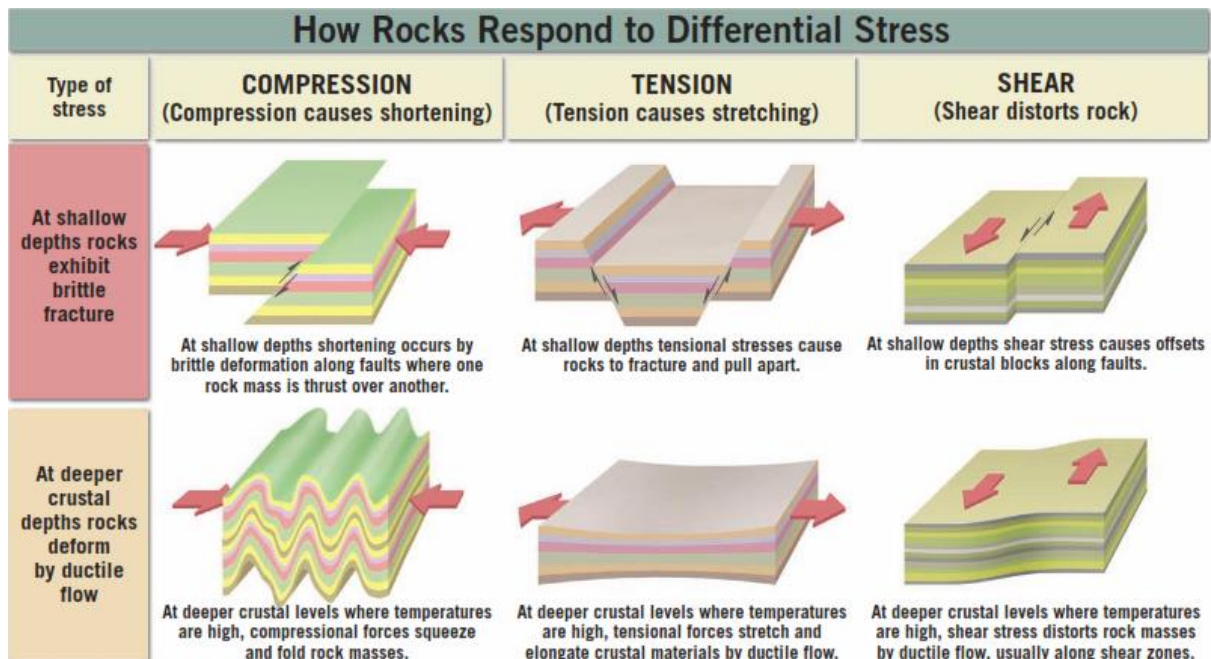 How Rocks Respond to Differential Stress
Type of
stress
COMPRESSION
(Compression causes shortening)
TENSION
(Tension causes stretching)
SHEAR
(Shear distorts rock)
At shallow
depths rocks
exhibit
brittle
fracture
At shallow depths shortening occurs by
brittle deformation along faults where one
rock mass is thrust over another.
At shallow depths tensional stresses cause
rocks to fracture and pull apart.
At shallow depths shear stress causes offsets
in crustal blocks along faults.
At deeper
crustal
depths rocks
deform
by ductile
flow
At deeper crustal levels where temperatures
are high, compressional forces squeeze
and fold rock masses.
At deeper crustal levels where temperatures
are high, tensional forces stretch and
elongate crustal materials by ductile flow.
At deeper crustal levels where temperatures
are high, shear stress distorts rock masses
by ductile flow, usually along shear zones.